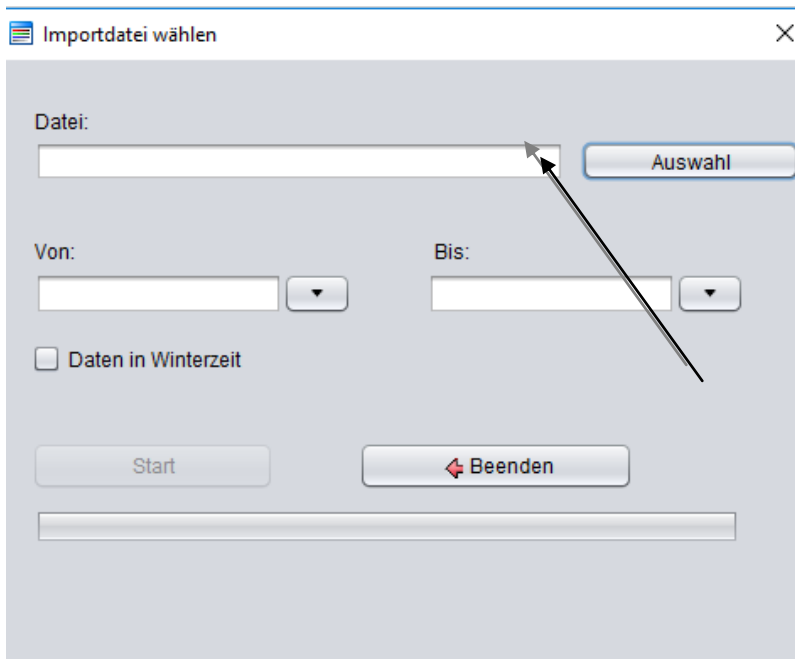 Importdatei wählen
Datei:
Auswahl
Von:
Bis:
Daten in Winterzeit
Start
Beenden